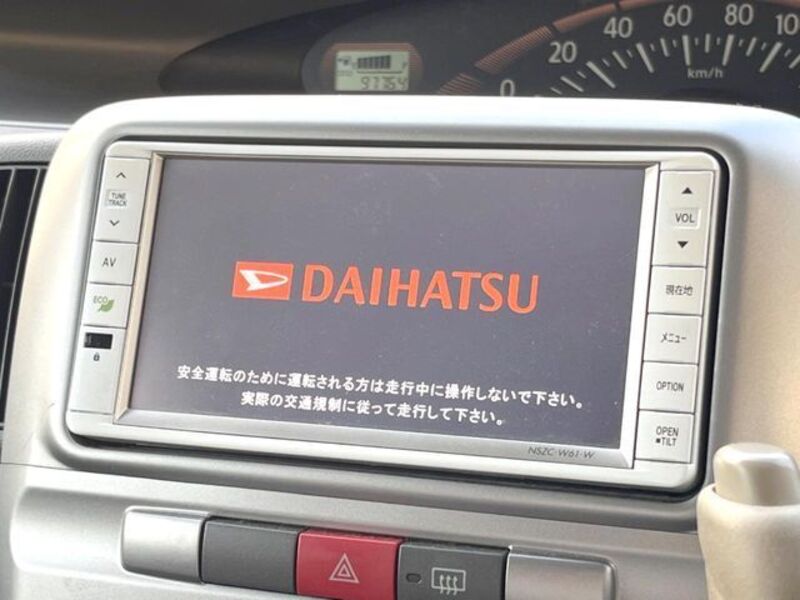 0 20 40 60 80 100
km/h
97764
TUNE
TRACK
AV
ECO
DAIHATSU
安全運転のために運転される方は走行中に操作しないで下さい。
実際の交通規制に従って走行して下さい。
NSZC-W61-W
VOL
現在地
メニュー
OPTION
OPEN
■TILT